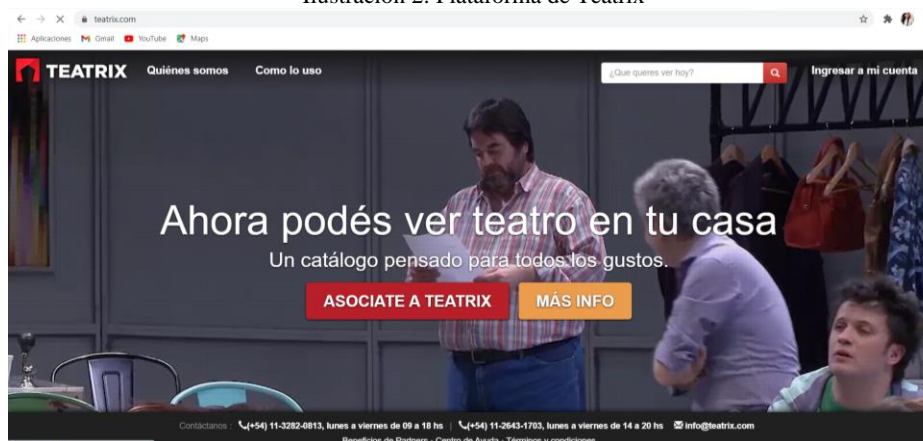 Ilustración 2: Plataforma de Teatrix
teatrix.com
Aplicaciones Gmail YouTube Maps
TEATRIX Quiénes somos Como lo uso ¿Que queres ver hoy? Ingresar a mi cuenta
Ahora podés ver teatro en tu casa
Un catálogo pensado para todos los gustos.
ASOCIATE A TEATRIX MÁS INFO
Contáctanos : (+54) 11-3282-0813, lunes a viernes de 09 a 18 hs | (+54) 11-2643-1703, lunes a viernes de 14 a 20 hs info@teatrix.com
Beneficios de Partners - Centro de Ayuda - Términos y condiciones